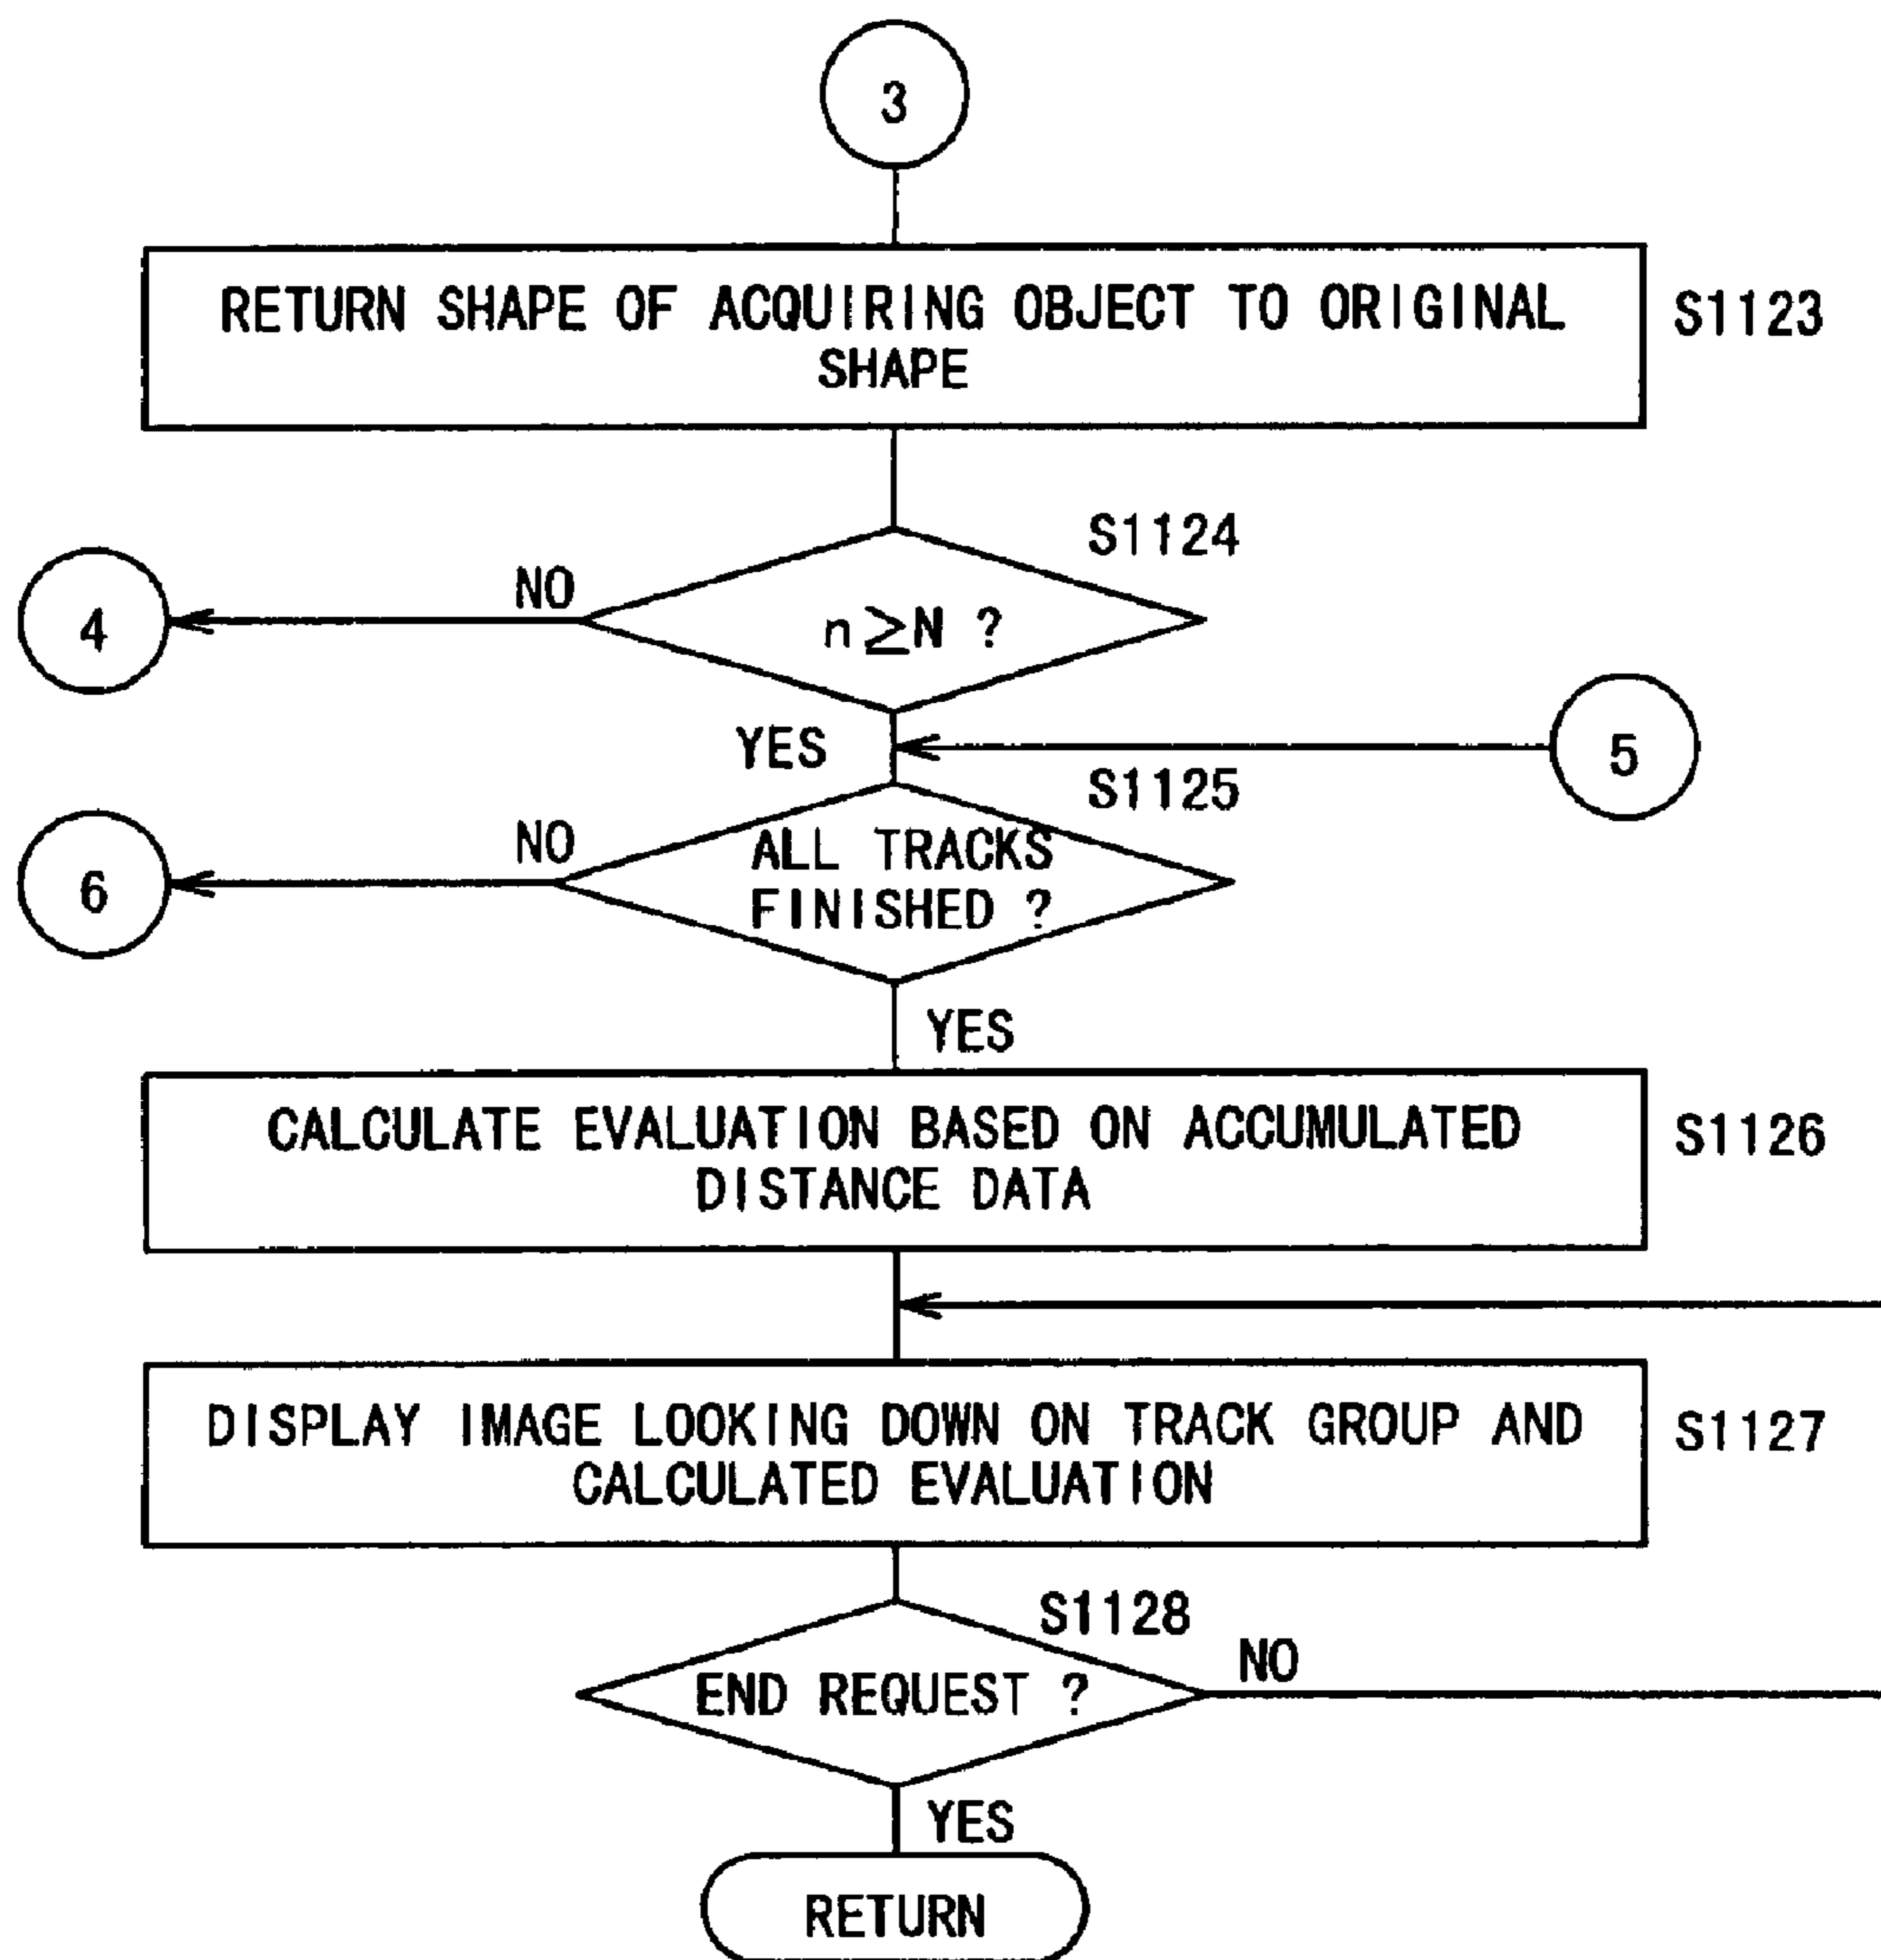 3
RETURN SHAPE OF ACQUIRING OBJECT TO ORIGINAL
SHAPE
S1123
S1124
NO
4
n≧N ?
YES
5
S1125
NO
6
ALL TRACKS
FINISHED ?
YES
CALCULATE EVALUATION BASED ON ACCUMULATED
DISTANCE DATA
S1126
DISPLAY IMAGE LOOKING DOWN ON TRACK GROUP AND
CALCULATED EVALUATION
S1127
S1128
END REQUEST ?
NO
YES
RETURN